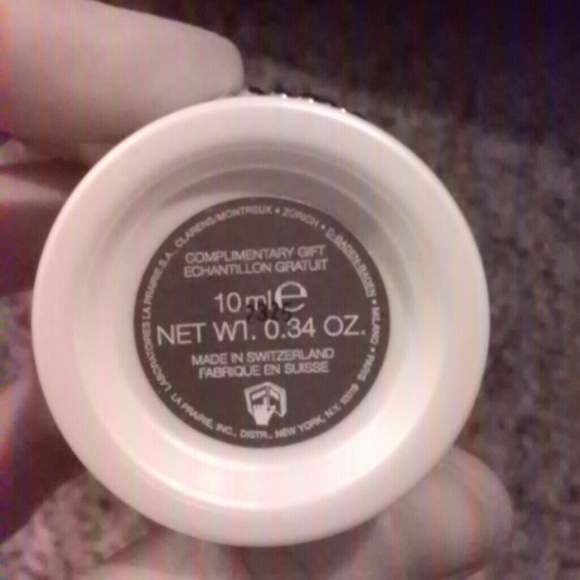 LABORATOIRES LA PRAIRIE S.A., CLARENS/MONTREUX • ZÜRICH • D-BADEN-BADEN • MILANO • PARIS
COMPLIMENTARY GIFT
ECHANTILLON GRATUIT
10 ml e
NET WT. 0.34 OZ.
MADE IN SWITZERLAND
FABRIQUE EN SUISSE
LA PRAIRIE, INC., DISTR., NEW YORK, N.Y. 10019